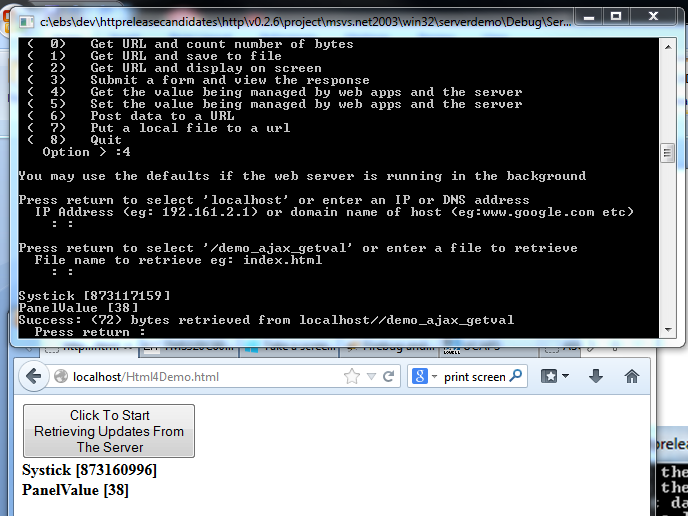 c:\ebs\dev\httpreleasecandidates\http\v0.2.6\project\msvs.net2003\win32\serverdemo\Debug\Ser...
( 0) Get URL and count number of bytes
( 1) Get URL and save to file
( 2) Get URL and display on screen
( 3) Submit a form and view the response
( 4) Get the value being managed by web apps and the server
( 5) Set the value being managed by web apps and the server
( 6) Post data to a URL
( 7) Put a local file to a url
( 8) Quit
Option > :4
You may use the defaults if the web server is running in the background
Press return to select 'localhost' or enter an IP or DNS address
IP Address (eg: 192.161.2.1) or domain name of host (eg:www.google.com etc)
: :
Press return to select '/demo_ajax_getval' or enter a file to retrieve
File name to retrieve eg: index.html
: :
Systick [873117159]
PanelValue [38]
Success: (72) bytes retrieved from localhost//demo_ajax_getval
Press return :
localhost/Html4Demo.html
print screen
Click To Start
Retrieving Updates From
The Server
Systick [873160996]
PanelValue [38]
the
the
da